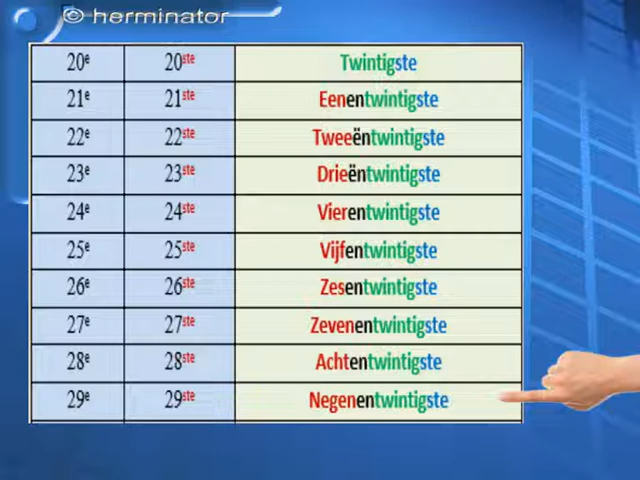 © herminator
20e 20ste Twintigste
21e 21ste Eenentwintigste
22e 22ste Tweeëntwintigste
23e 23ste Drieëntwintigste
24e 24ste Vierentwintigste
25e 25ste Vijfentwintigste
26e 26ste Zesentwintigste
27e 27ste Zevenentwintigste
28e 28ste Achtentwintigste
29e 29ste Negenentwintigste